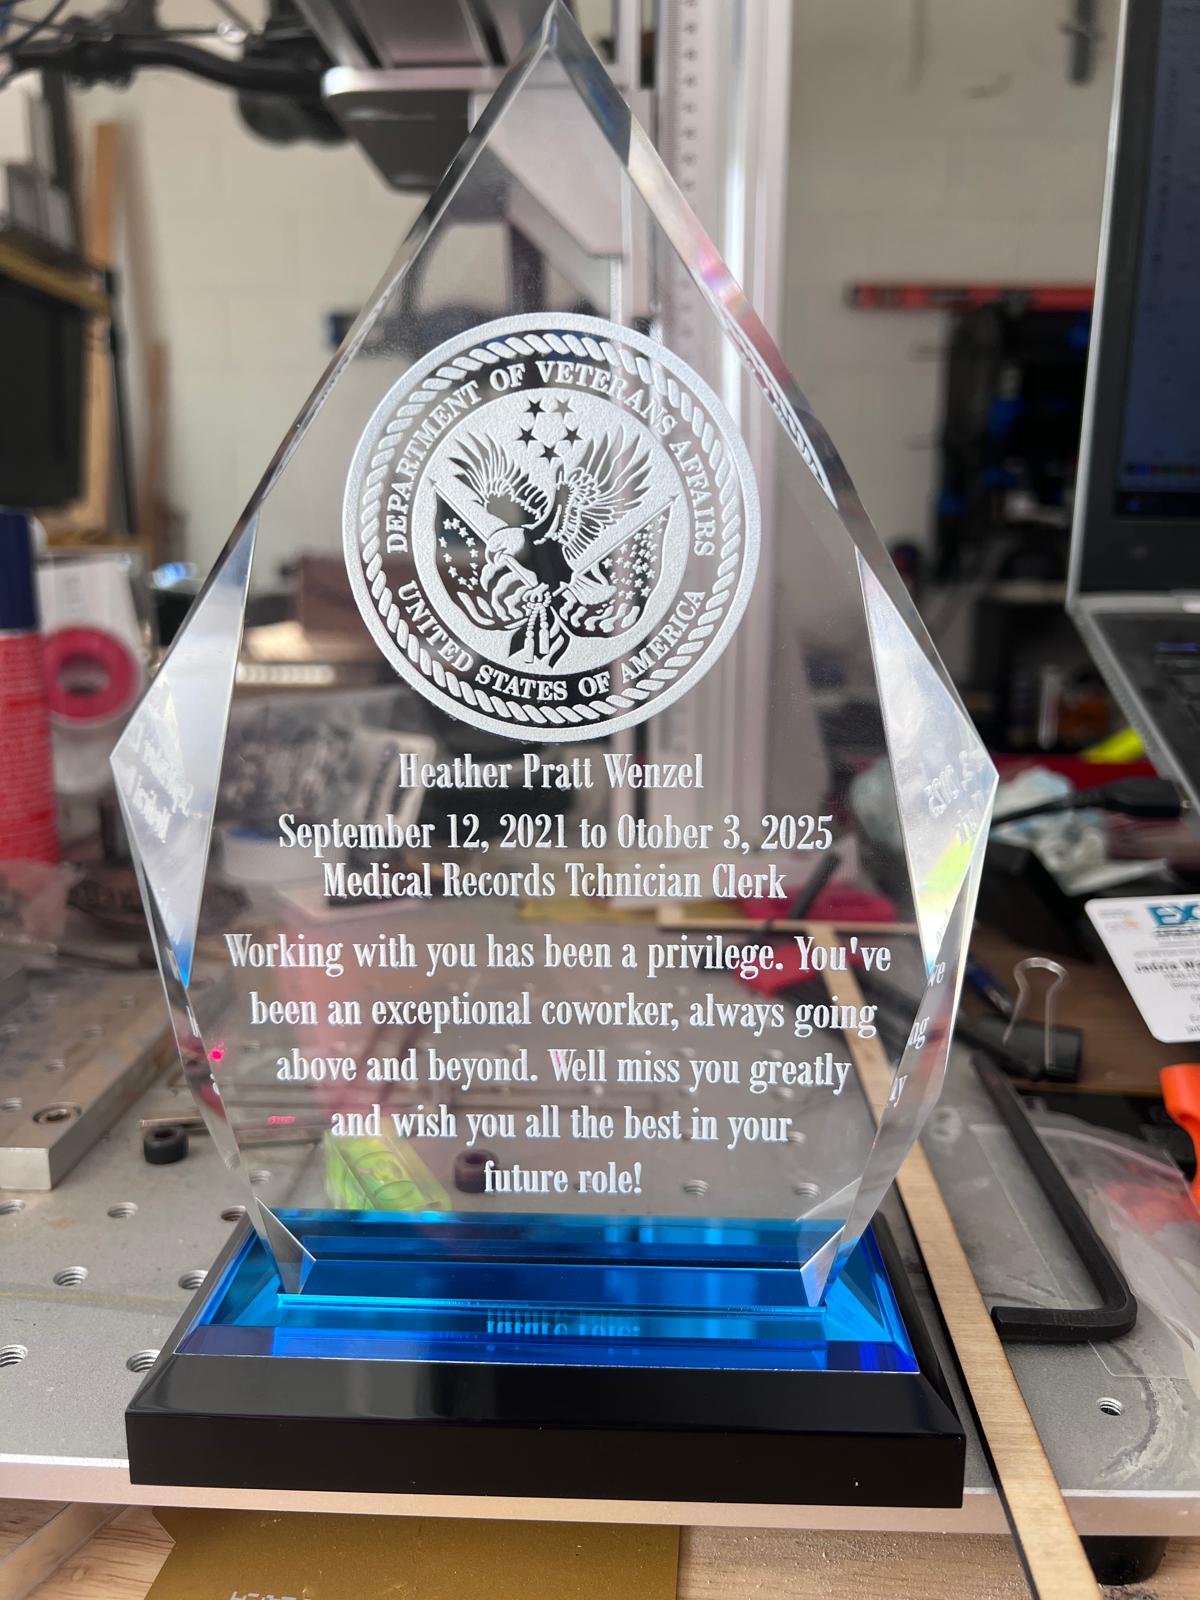 DEPARTMENT OF VETERANS AFFAIRS
UNITED STATES OF AMERICA
Heather Pratt Wenzel
September 12, 2021 to Otober 3, 2025
Medical Records Tchnician Clerk
Working with you has been a privilege. You've
been an exceptional coworker, always going
above and beyond. Well miss you greatly
and wish you all the best in your
future role!
EX